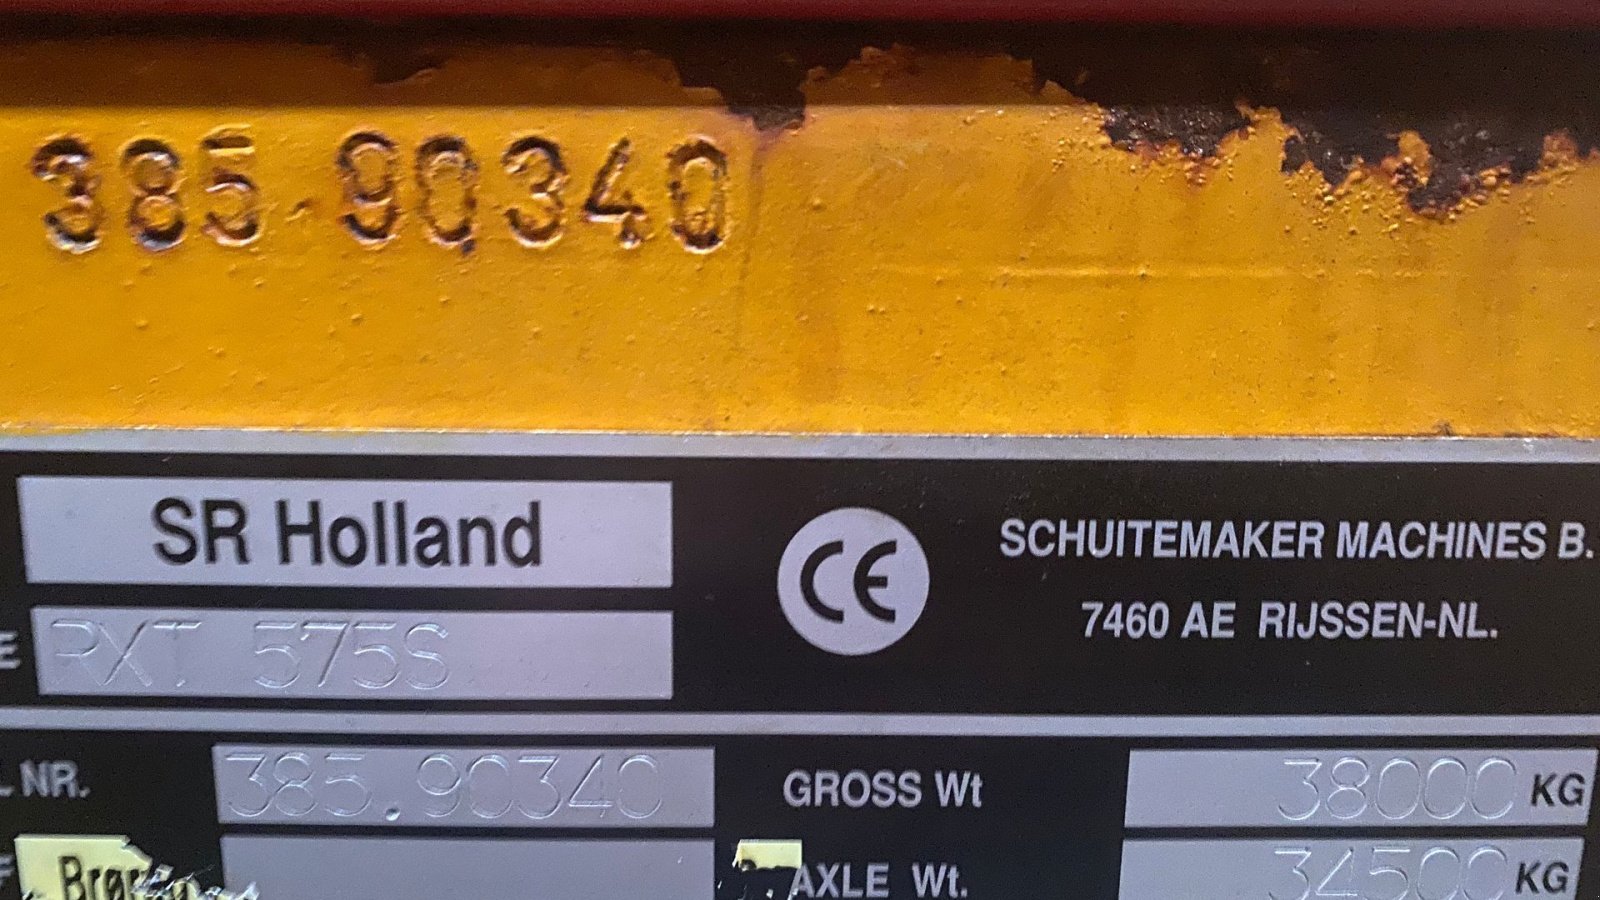 385.90340
SR Holland
CE
SCHUITEMAKER MACHINES B.
7460 AE RIJSSEN-NL.
E RXT 575S
L NR. 385.90340
GROSS Wt 38000 KG
F
AXLE Wt. 34500 KG